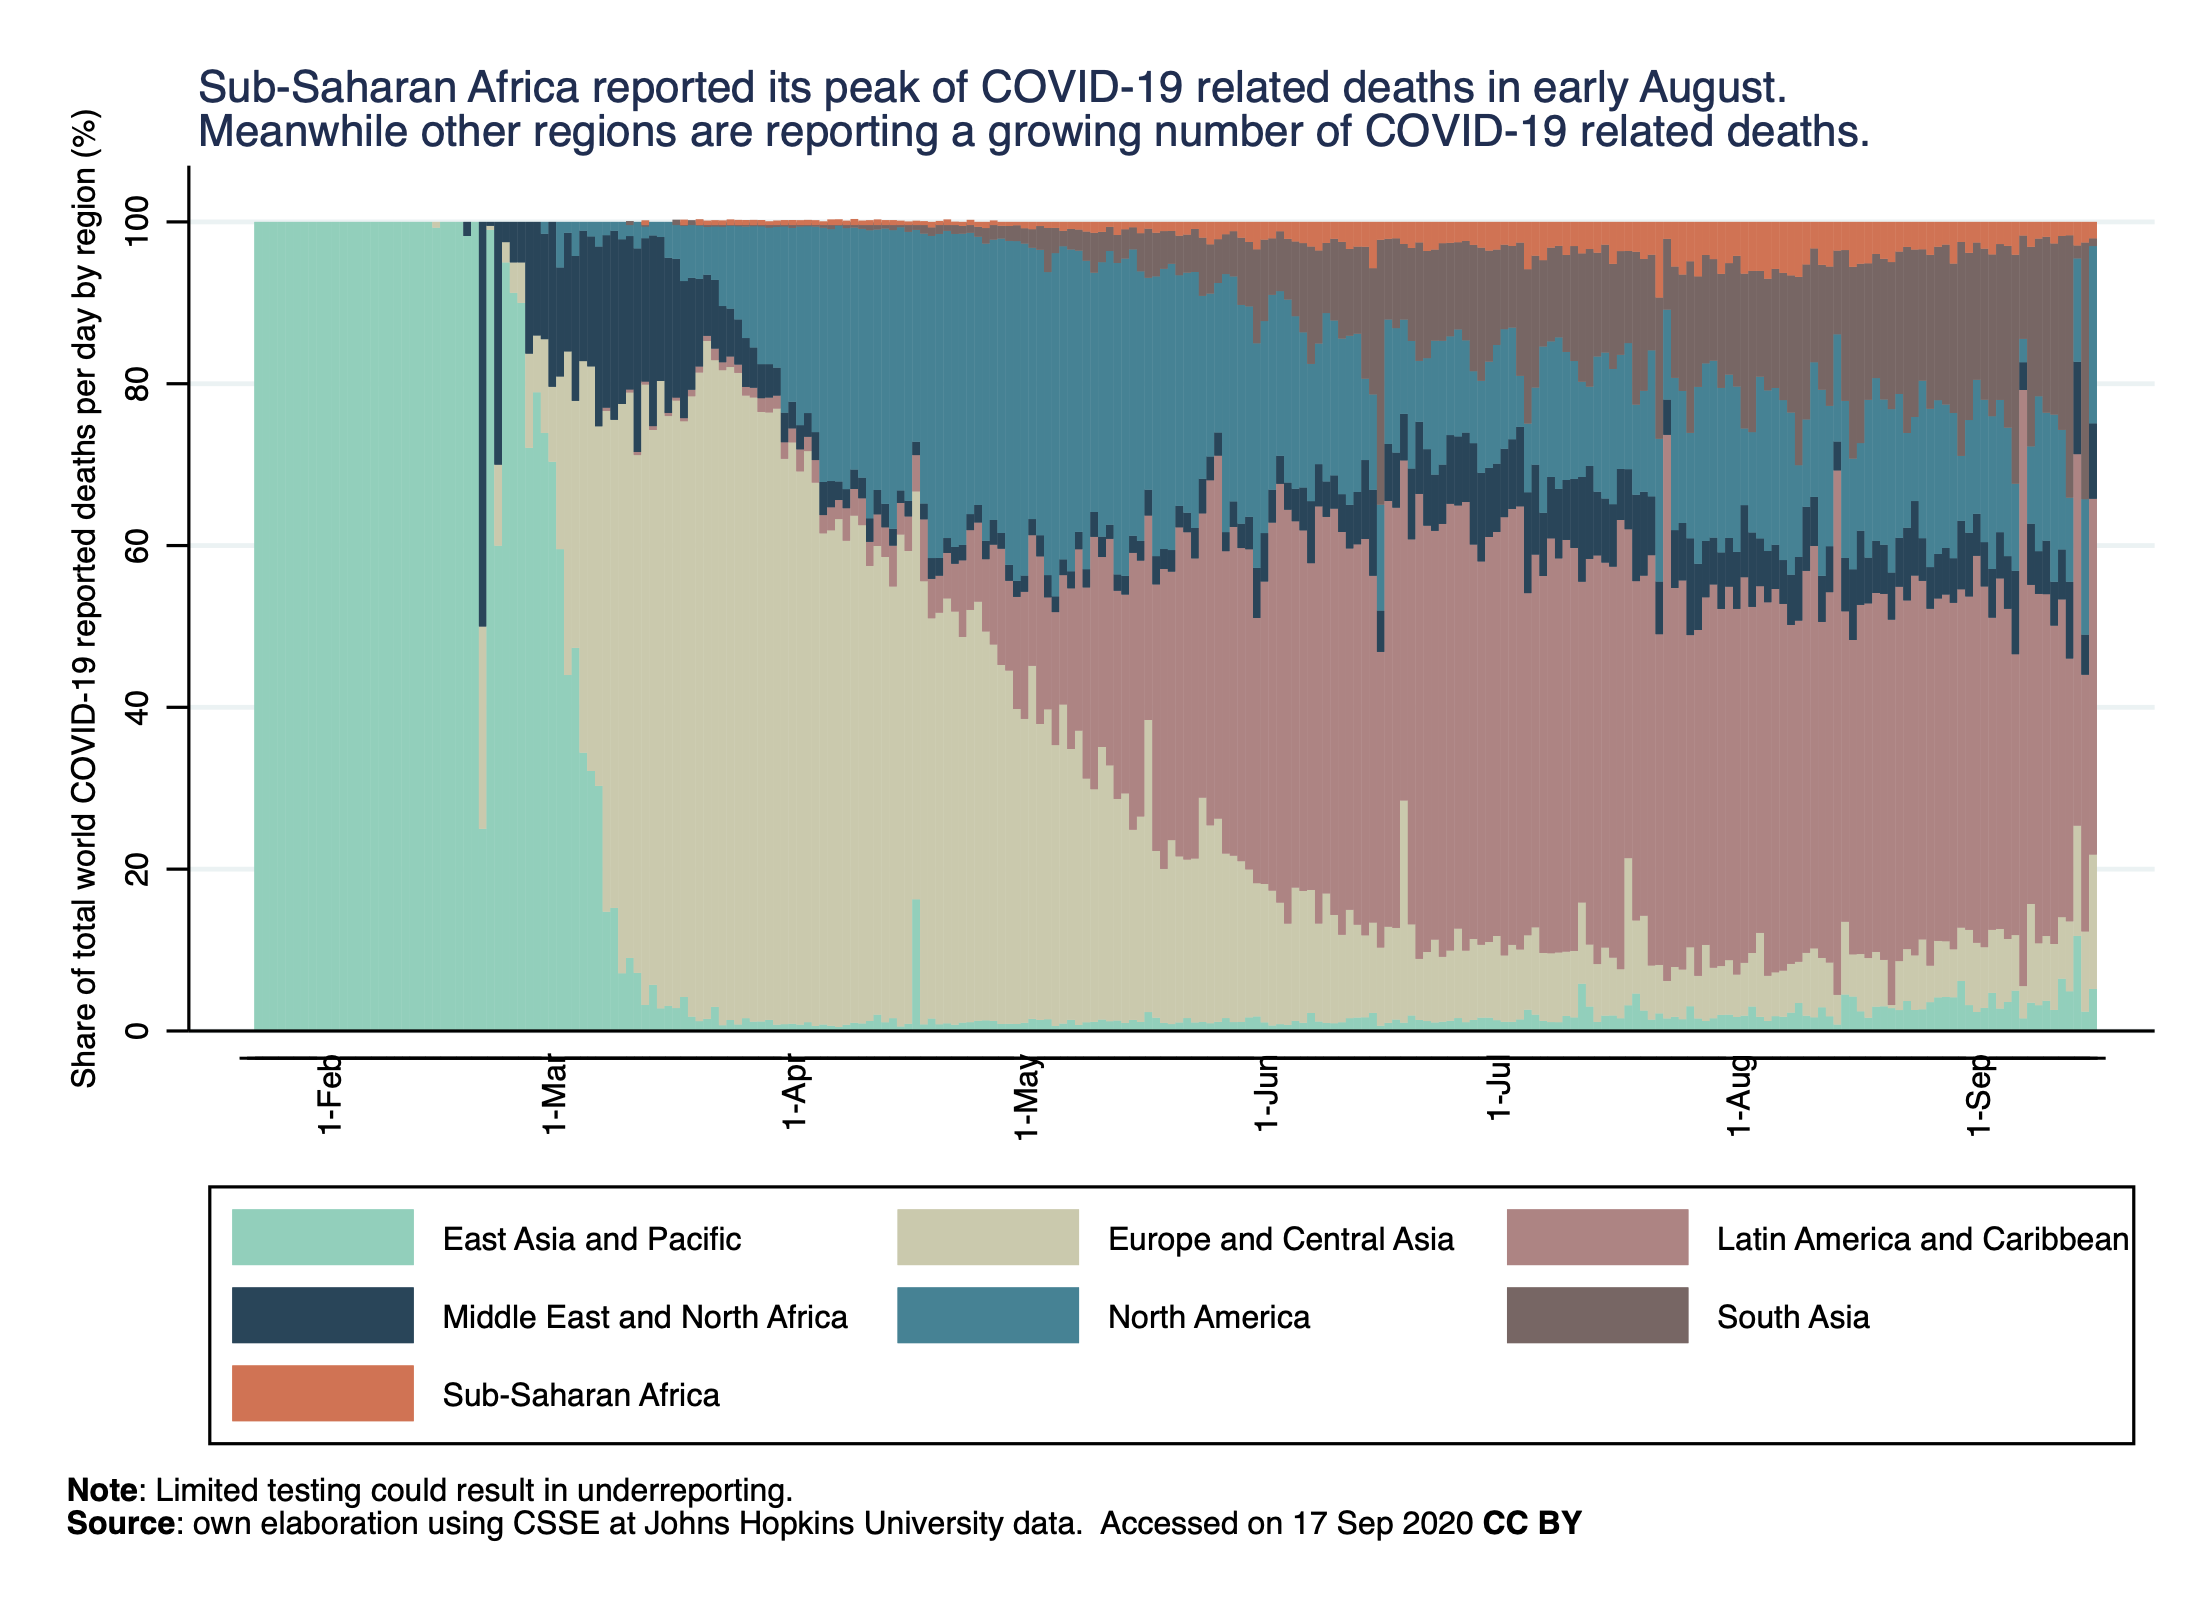 Sub-Saharan Africa reported its peak of COVID-19 related deaths in early August.
Meanwhile other regions are reporting a growing number of COVID-19 related deaths.
Share of total world COVID-19 reported deaths per day by region (%)
100
80
60
40
20
0
1-Feb
1-Mar
1-Apr
1-May
1-Jun
1-Jul
1-Aug
1-Sep
East Asia and Pacific
Europe and Central Asia
Latin America and Caribbean
Middle East and North Africa
North America
South Asia
Sub-Saharan Africa
Note: Limited testing could result in underreporting.
Source: own elaboration using CSSE at Johns Hopkins University data.  Accessed on 17 Sep 2020 CC BY